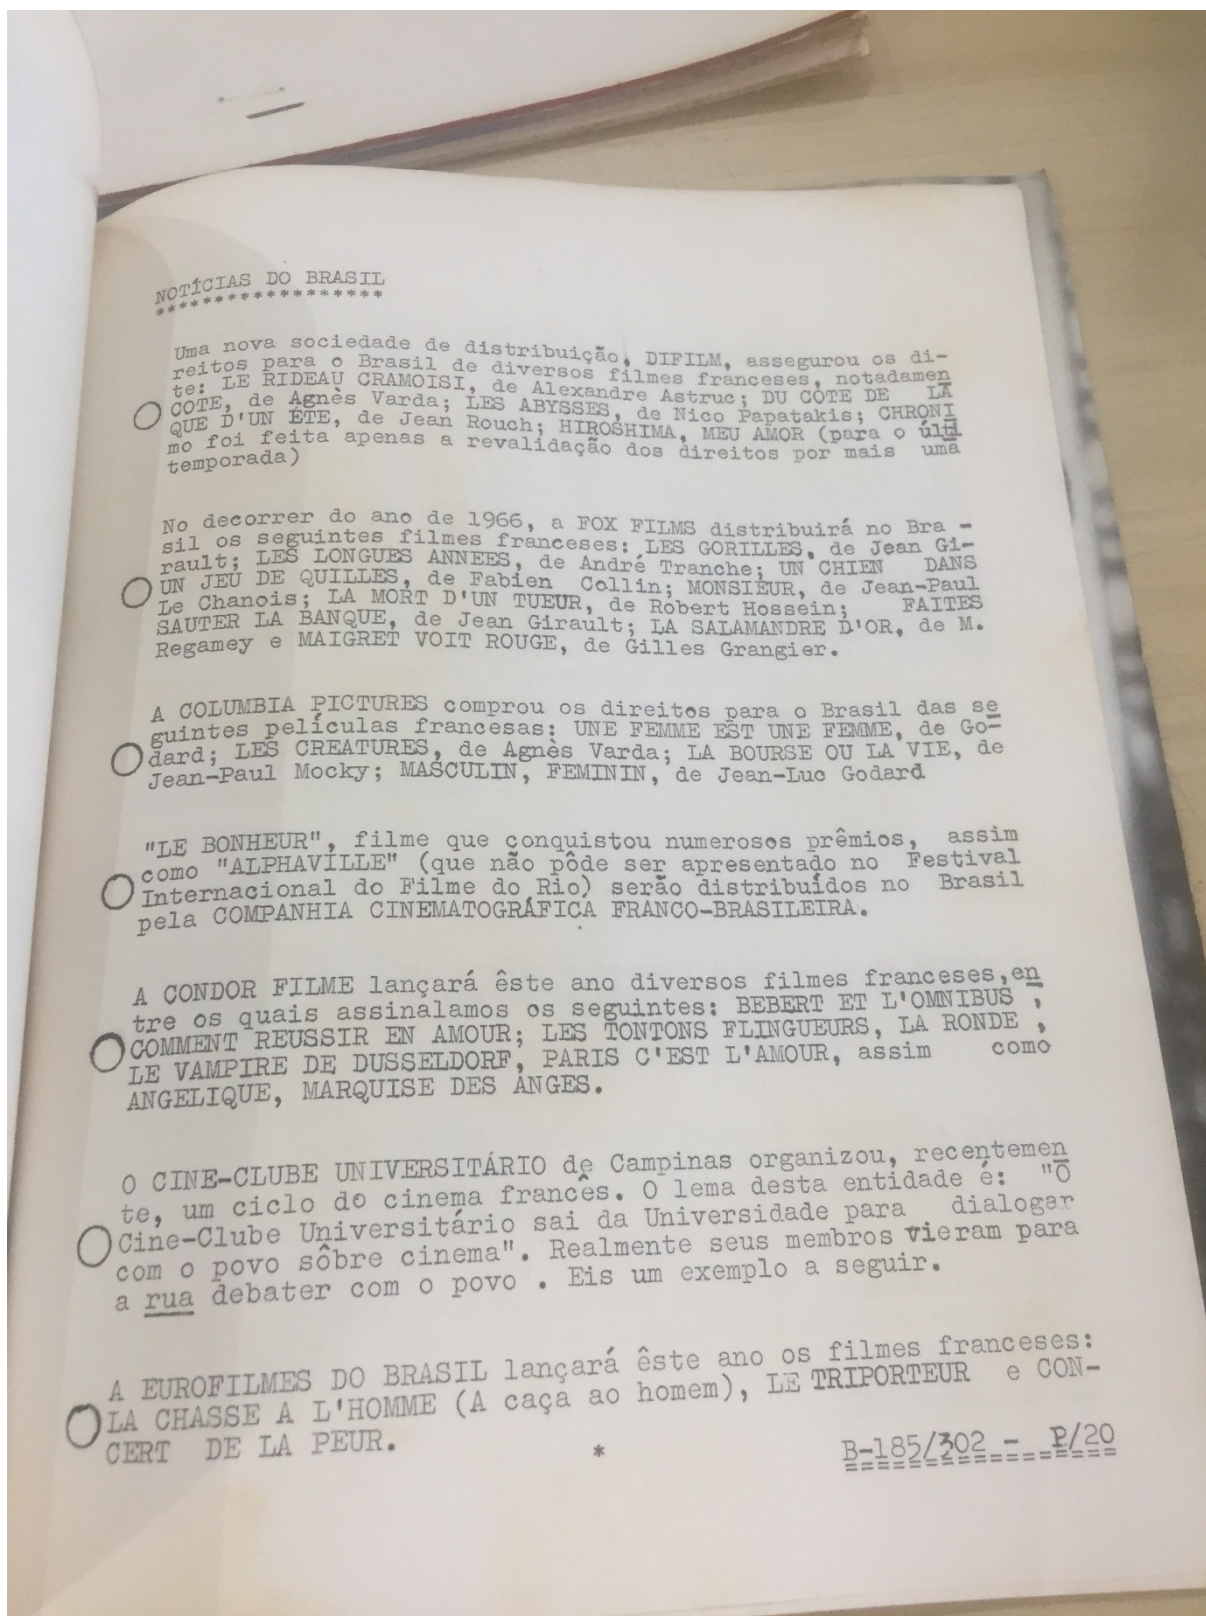 NOTÍCIAS DO BRASIL
******************
Uma nova sociedade de distribuição, DIFILM, assegurou os di-
reitos para o Brasil de diversos filmes franceses, notadamen
te: LE RIDEAU CRAMOISI, de Alexandre Astruc; DU COTE DE LA
COTE, de Agnès Varda; LES ABYSSES, de Nico Papatakis; CHRONI
QUE D'UN ETE, de Jean Rouch; HIROSHIMA, MEU AMOR (para o últi
mo foi feita apenas a revalidação dos direitos por mais uma
temporada)
No decorrer do ano de 1966, a FOX FILMS distribuirá no Bra -
sil os seguintes filmes franceses: LES GORILLES, de Jean Gi-
rault; LES LONGUES ANNEES, de André Tranche; UN CHIEN DANS
UN JEU DE QUILLES, de Fabien Collin; MONSIEUR, de Jean-Paul
Le Chanois; LA MORT D'UN TUEUR, de Robert Hossein; FAITES
SAUTER LA BANQUE, de Jean Girault; LA SALAMANDRE D'OR, de M.
Regamey e MAIGRET VOIT ROUGE, de Gilles Grangier.
A COLUMBIA PICTURES comprou os direitos para o Brasil das se
guintes películas francesas: UNE FEMME EST UNE FEMME, de Go-
dard; LES CREATURES, de Agnès Varda; LA BOURSE OU LA VIE, de
Jean-Paul Mocky; MASCULIN, FEMININ, de Jean-Luc Godard
"LE BONHEUR", filme que conquistou numerosos prêmios, assim
como "ALPHAVILLE" (que não pôde ser apresentado no Festival
Internacional do Filme do Rio) serão distribuídos no Brasil
pela COMPANHIA CINEMATOGRÁFICA FRANCO-BRASILEIRA.
A CONDOR FILME lançará êste ano diversos filmes franceses, en
tre os quais assinalamos os seguintes: BEBERT ET L'OMNIBUS ;
COMMENT REUSSIR EN AMOUR; LES TONTONS FLINGUEURS, LA RONDE ,
LE VAMPIRE DE DUSSELDORF, PARIS C'EST L'AMOUR, assim como
ANGELIQUE, MARQUISE DES ANGES.
O CINE-CLUBE UNIVERSITÁRIO de Campinas organizou, recentemen
te, um ciclo do cinema francês. O lema desta entidade é: "O
Cine-Clube Universitário sai da Universidade para dialogar
com o povo sôbre cinema". Realmente seus membros vieram para
a rua debater com o povo . Eis um exemplo a seguir.
A EUROFILMES DO BRASIL lançará êste ano os filmes franceses:
LA CHASSE A L'HOMME (A caça ao homem), LE TRIPORTEUR e CON-
CERT DE LA PEUR.
*
B-185/302 - P/20